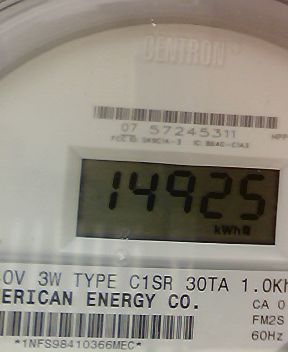 CENTRON
07 57245311
14925
kWh
0V 3W TYPE C1SR 30TA 1.0Kh
ERICAN ENERGY CO.
CA 0
FM2S
60Hz
*1NFS98410366MEC*